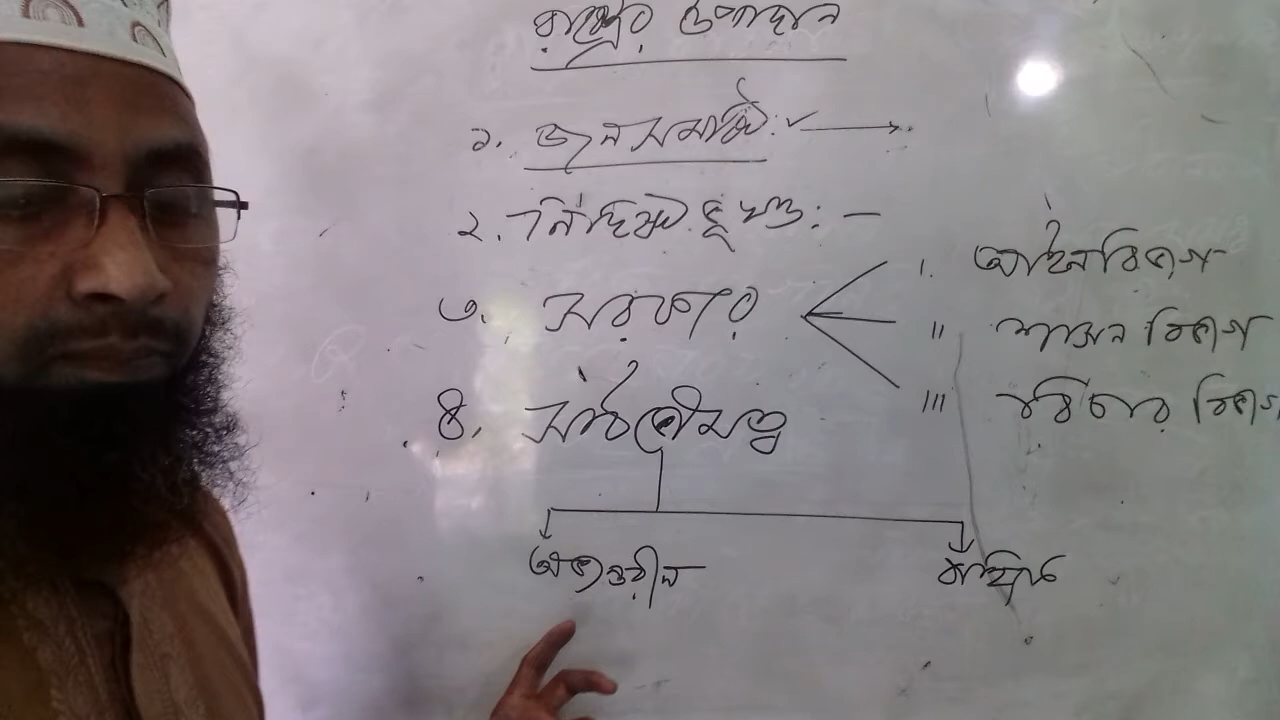 রাষ্ট্রের উপাদান
১. জনসমষ্টি:
২. নির্দিষ্ট ভূখণ্ড: —
৩. সরকার
i. আইন বিভাগ
ii শাসন বিভাগ
iii বিচার বিভাগ
৪. সার্বভৌমত্ব
অভ্যন্তরীন
বাহ্যিক